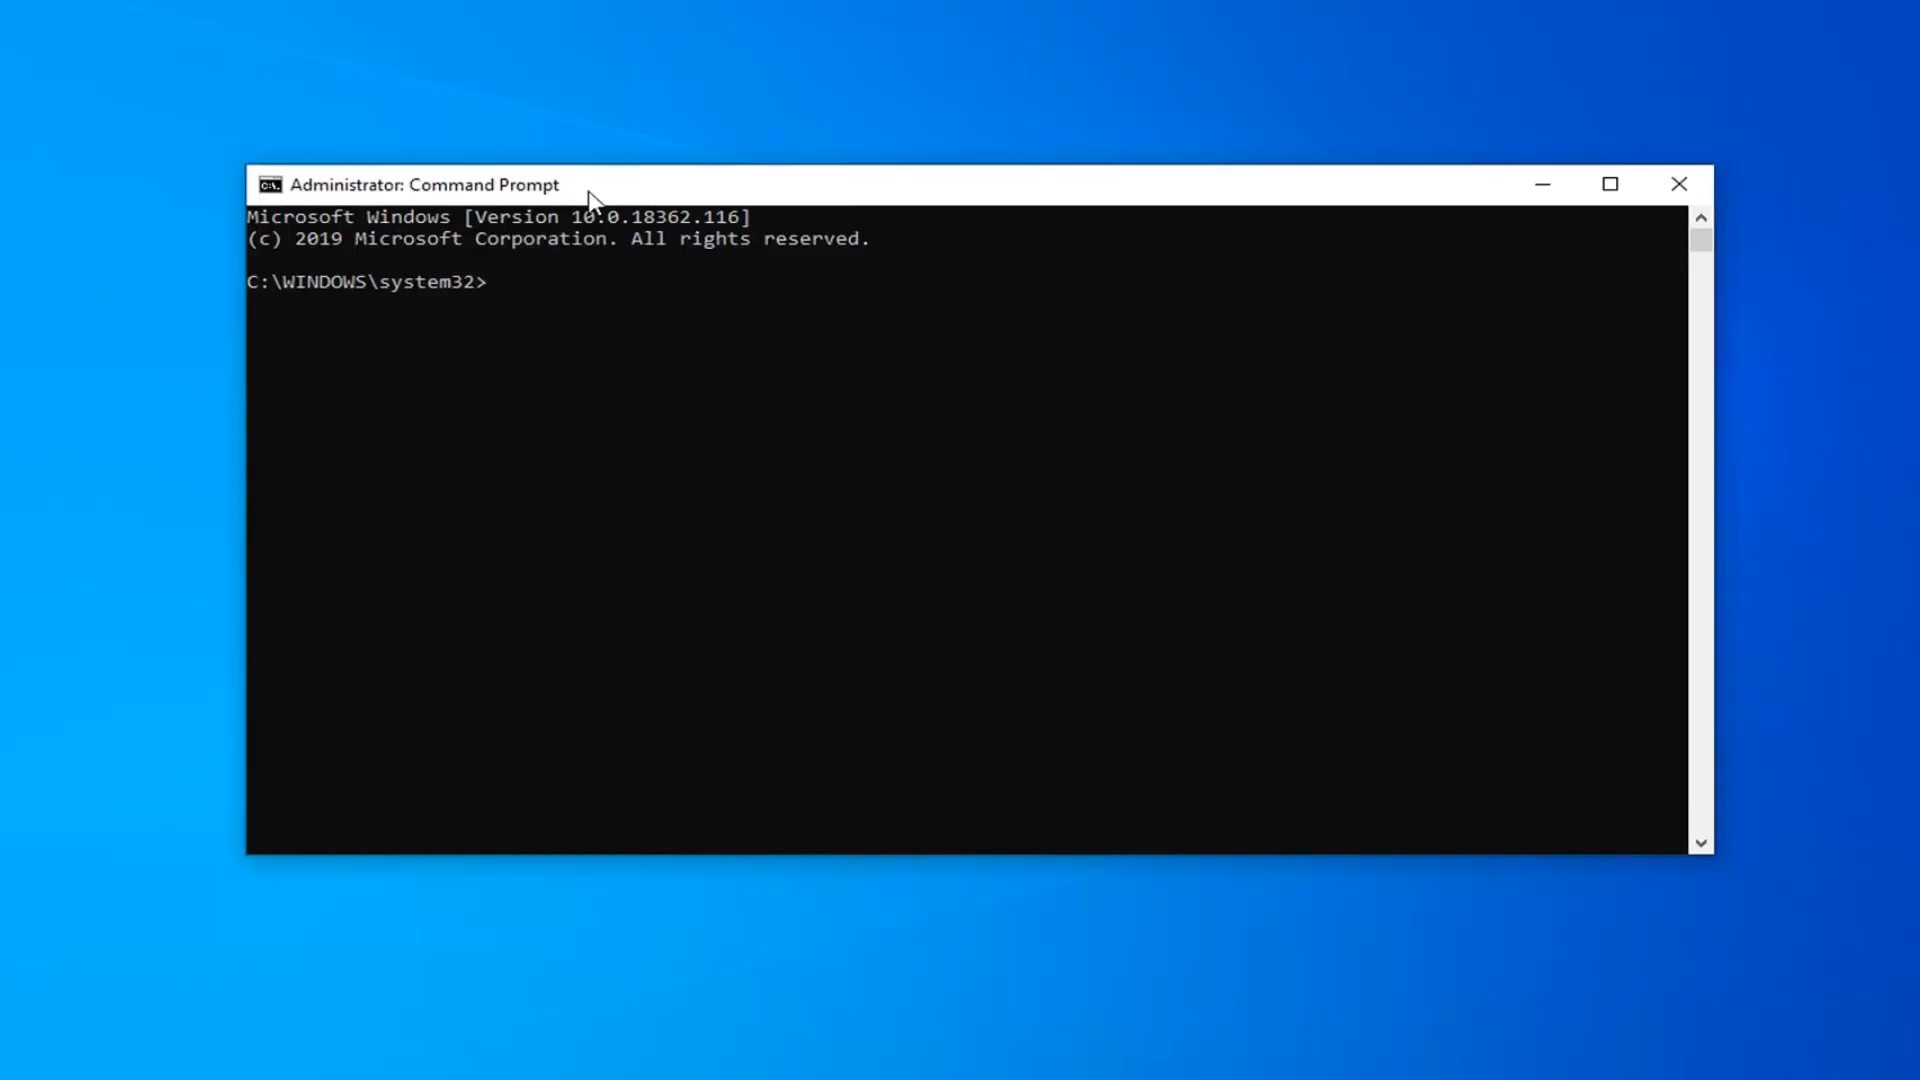 Administrator: Command Prompt
Microsoft Windows [Version 10.0.18362.116]
(c) 2019 Microsoft Corporation. All rights reserved.
C:\WINDOWS\system32>